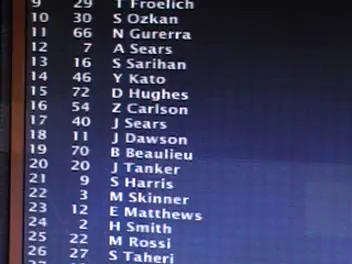 9 29 T Froelich
10 30 S Ozkan
11 66 N Gurerra
12 7 A Sears
13 16 S Sarihan
14 46 Y Kato
15 72 D Hughes
16 54 Z Carlson
17 40 J Sears
18 11 J Dawson
19 70 B Beaulieu
20 20 J Tanker
21 9 S Harris
22 3 M Skinner
23 12 E Matthews
24 2 H Smith
25 22 M Rossi
26 27 S Taheri